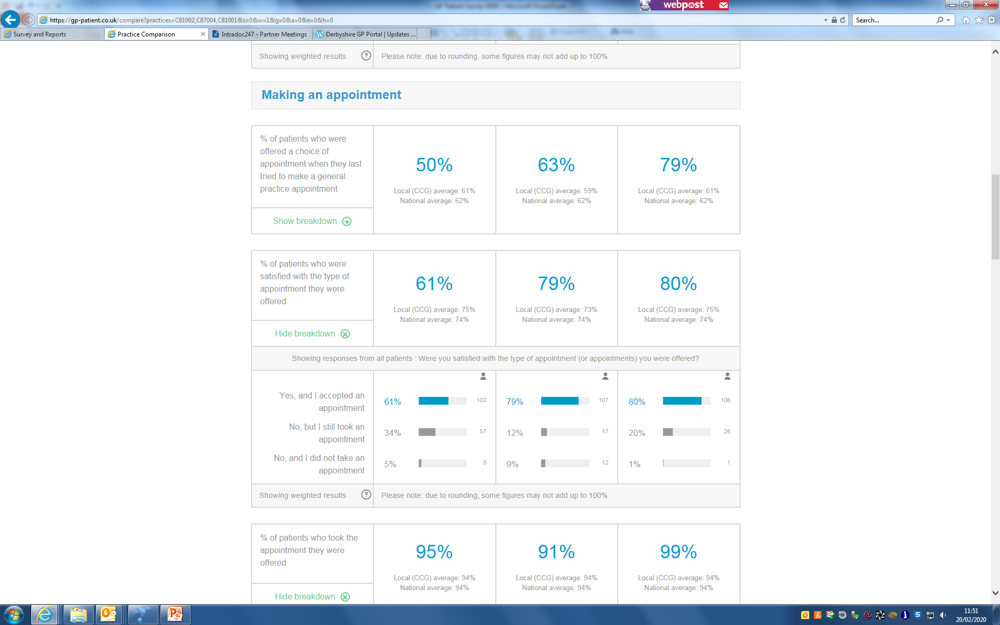 webpost
https://gp-patient.co.uk/compare?practices=C81002,C87004,C81001&s=0&w=1&g=0&a=0&e=0&h=0
Search...
Survey and Reports
Practice Comparison
Intradoc247 - Partner Meetings
Derbyshire GP Portal | Updates ...
Showing weighted results
Please note: due to rounding, some figures may not add up to 100%
Making an appointment
% of patients who were
offered a choice of
appointment when they last
tried to make a general
practice appointment
Show breakdown
50%
Local (CCG) average: 61%
National average: 62%
63%
Local (CCG) average: 59%
National average: 62%
79%
Local (CCG) average: 61%
National average: 62%
% of patients who were
satisfied with the type of
appointment they were
offered
Hide breakdown
61%
Local (CCG) average: 75%
National average: 74%
79%
Local (CCG) average: 73%
National average: 74%
80%
Local (CCG) average: 75%
National average: 74%
Showing responses from all patients : Were you satisfied with the type of appointment (or appointments) you were offered?
Yes, and I accepted an
appointment
61% 102
79% 107
80% 106
No, but I still took an
appointment
34% 57
12% 17
20% 26
No, and I did not take an
appointment
5% 8
9% 12
1% 1
Showing weighted results
Please note: due to rounding, some figures may not add up to 100%
% of patients who took the
appointment they were
offered
Hide breakdown
95%
Local (CCG) average: 94%
National average: 94%
91%
Local (CCG) average: 94%
National average: 94%
99%
Local (CCG) average: 94%
National average: 94%
11:51
20/02/2020